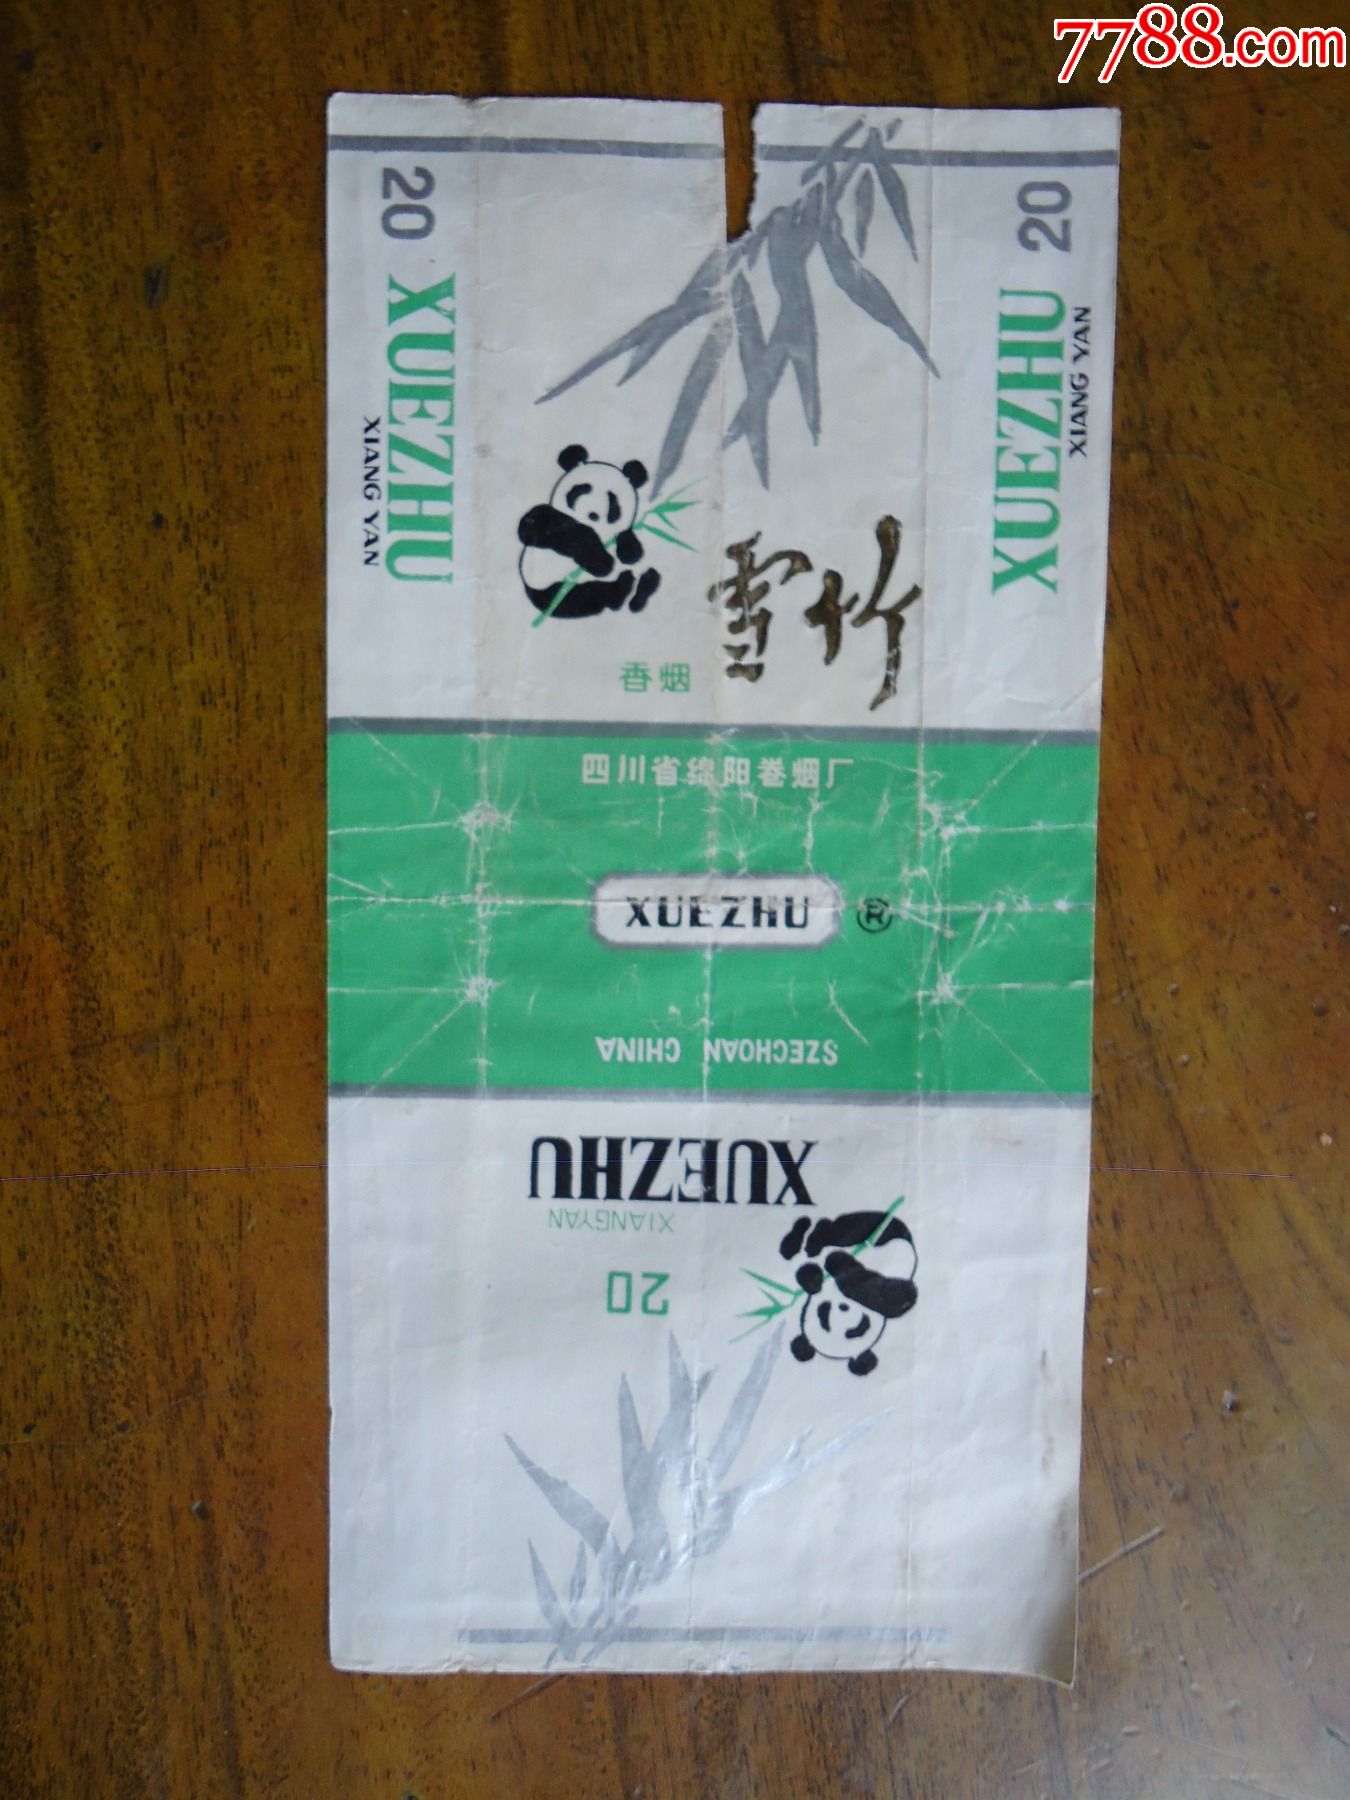 7788.com
20
XUEZHU
XIANG YAN
20
XUEZHU
XIANG YAN
雪竹
香烟
四川省绵阳卷烟厂
XUEZHU ®
SZECHOAN CHINA
XUEZHU
XIANGYAN
20